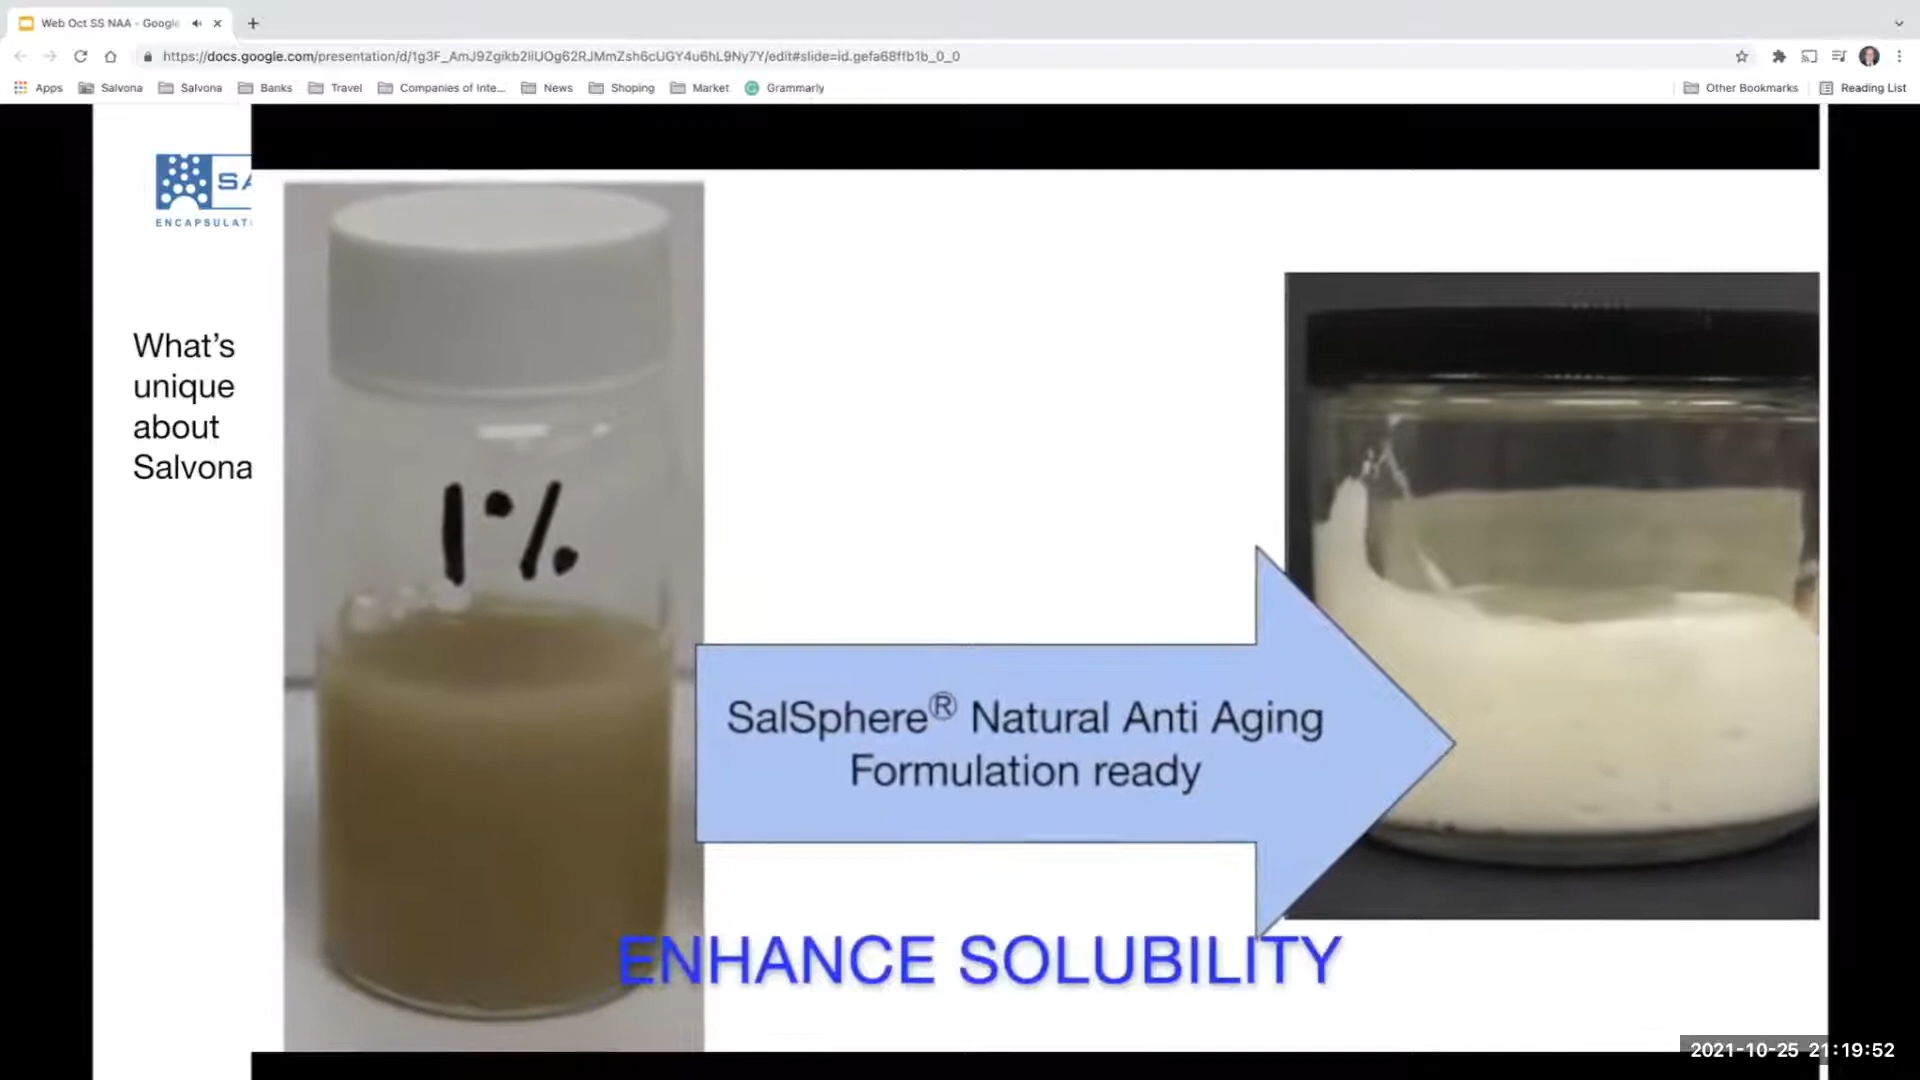 Web Oct SS NAA - Google
https://docs.google.com/presentation/d/1g3F_AmJ9Zgikb2IiUOg62RJMmZsh6cUGY4u6hL9Ny7Y/edit#slide=id.gefa68ffb1b_0_0
Apps Salvona Salvona Banks Travel Companies of Inte... News Shoping Market Grammarly Other Bookmarks Reading List
SA
ENCAPSULAT
What's
unique
about
Salvona
1%
SalSphere® Natural Anti Aging
Formulation ready
ENHANCE SOLUBILITY
2021-10-25 21:19:52